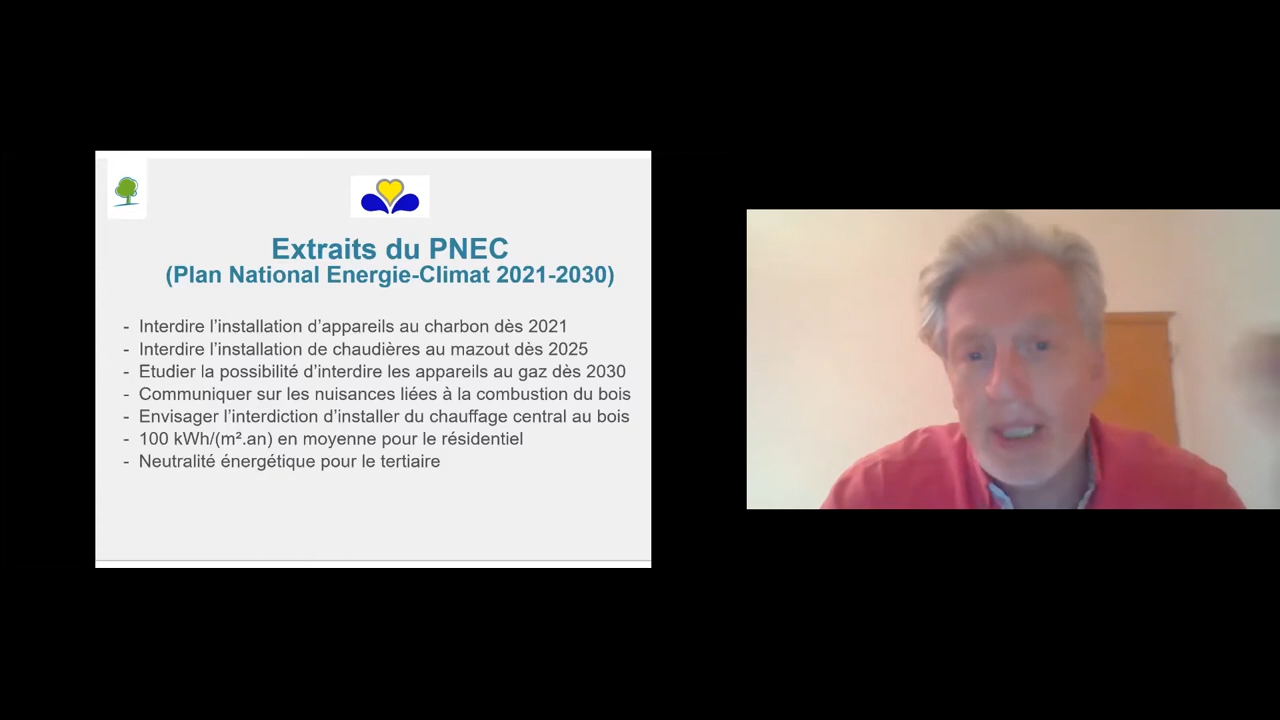 Extraits du PNEC
(Plan National Energie-Climat 2021-2030)
- Interdire l'installation d'appareils au charbon dès 2021
- Interdire l'installation de chaudières au mazout dès 2025
- Etudier la possibilité d'interdire les appareils au gaz dès 2030
- Communiquer sur les nuisances liées à la combustion du bois
- Envisager l'interdiction d'installer du chauffage central au bois
- 100 kWh/(m².an) en moyenne pour le résidentiel
- Neutralité énergétique pour le tertiaire